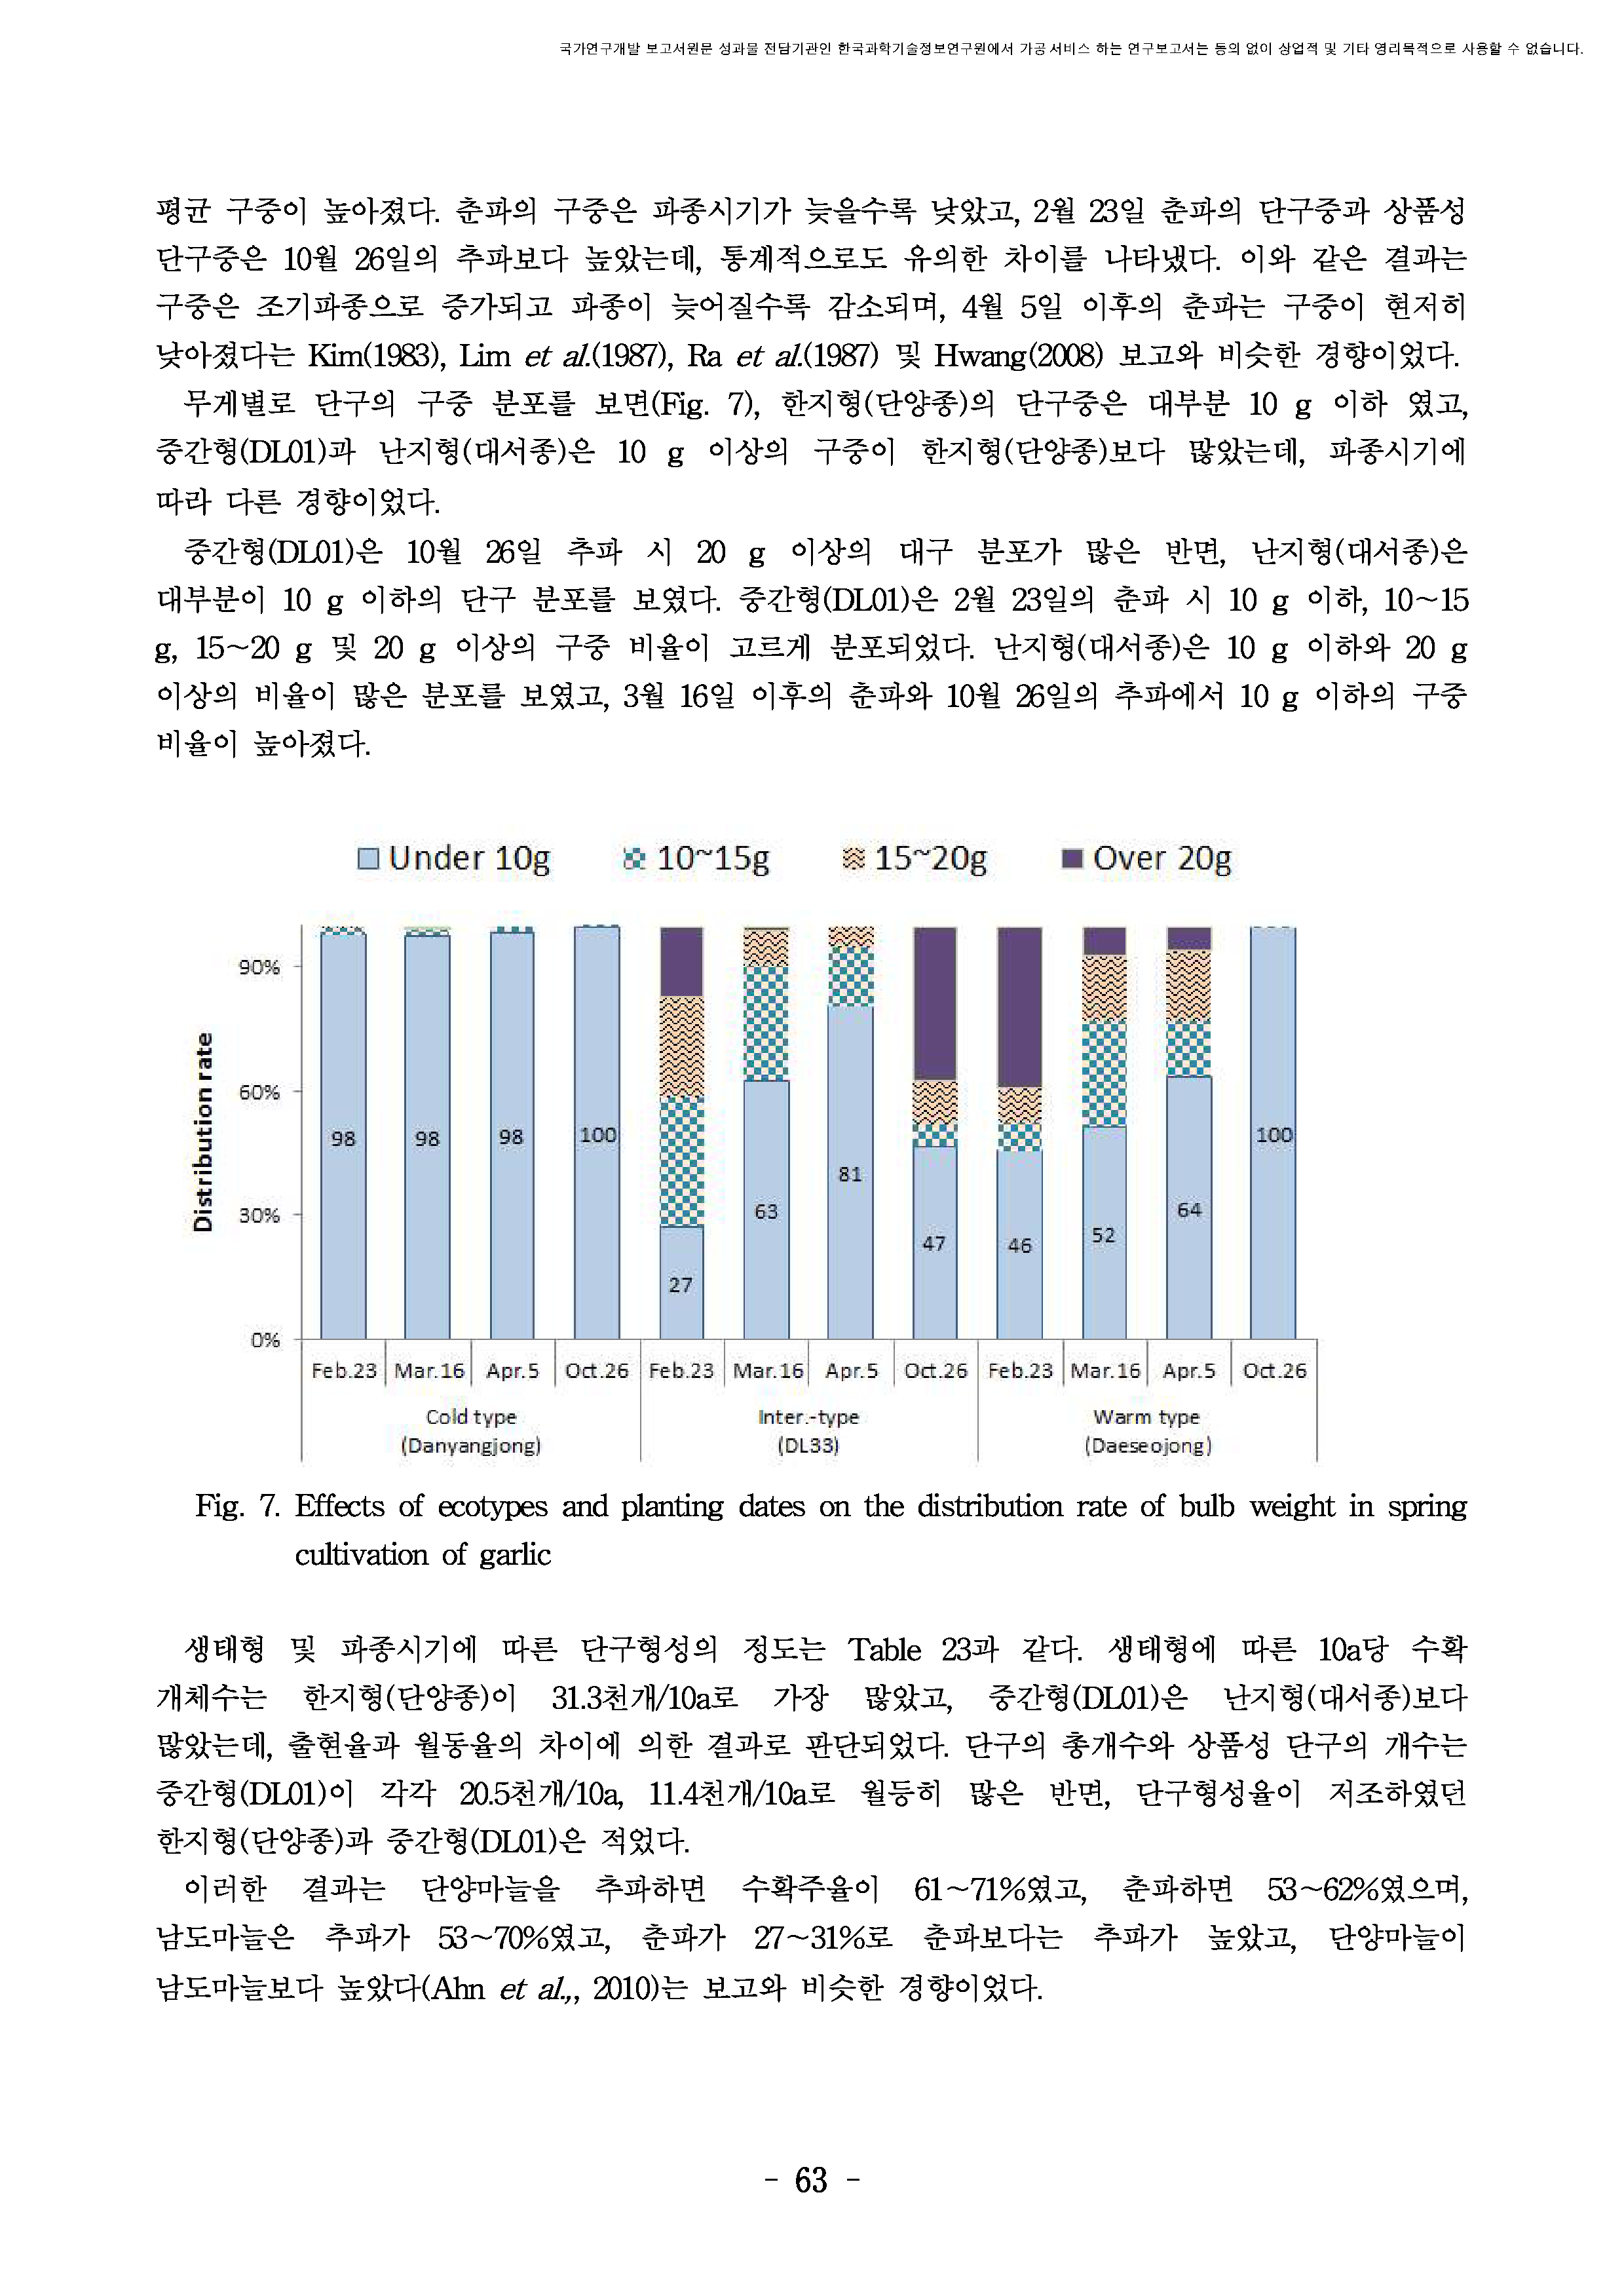 국가연구개발 보고서원문 성과물 전담기관인 한국과학기술정보연구원에서 가공·서비스 하는 연구보고서는 동의 없이 상업적 및 기타 영리목적으로 사용할 수 없습니다.
평균 구중이 높아졌다. 춘파의 구중은 파종시기가 늦을수록 낮았고, 2월 23일 춘파의 단구중과 상품성
단구중은 10월 26일의 추파보다 높았는데, 통계적으로도 유의한 차이를 나타냈다. 이와 같은 결과는
구중은 조기파종으로 증가되고 파종이 늦어질수록 감소되며, 4월 5일 이후의 춘파는 구중이 현저히
낮아졌다는 Kim(1983), Lim et al.(1987), Ra et al.(1987) 및 Hwang(2008) 보고와 비슷한 경향이었다.
무게별로 단구의 구중 분포를 보면(Fig. 7), 한지형(단양종)의 단구중은 대부분 10 g 이하 였고,
중간형(DL01)과 난지형(대서종)은 10 g 이상의 구중이 한지형(단양종)보다 많았는데, 파종시기에
따라 다른 경향이었다.
중간형(DL01)은 10월 26일 추파 시 20 g 이상의 대구 분포가 많은 반면, 난지형(대서종)은
대부분이 10 g 이하의 단구 분포를 보였다. 중간형(DL01)은 2월 23일의 춘파 시 10 g 이하, 10~15
g, 15~20 g 및 20 g 이상의 구중 비율이 고르게 분포되었다. 난지형(대서종)은 10 g 이하와 20 g
이상의 비율이 많은 분포를 보였고, 3월 16일 이후의 춘파와 10월 26일의 추파에서 10 g 이하의 구중
비율이 높아졌다.
Under 10g 10~15g 15~20g Over 20g
Distribution rate
90%
60%
30%
0%
98 98 98 100 27 63 81 47 46 52 64 100
Feb.23 Mar.16 Apr.5 Oct.26 Feb.23 Mar.16 Apr.5 Oct.26 Feb.23 Mar.16 Apr.5 Oct.26
Cold type Inter.-type Warm type
(Danyangjong) (DL33) (Daeseojong)
Fig. 7. Effects of ecotypes and planting dates on the distribution rate of bulb weight in spring
cultivation of garlic
생태형 및 파종시기에 따른 단구형성의 정도는 Table 23과 같다. 생태형에 따른 10a당 수확
개체수는 한지형(단양종)이 31.3천개/10a로 가장 많았고, 중간형(DL01)은 난지형(대서종)보다
많았는데, 출현율과 월동율의 차이에 의한 결과로 판단되었다. 단구의 총개수와 상품성 단구의 개수는
중간형(DL01)이 각각 20.5천개/10a, 11.4천개/10a로 월등히 많은 반면, 단구형성율이 저조하였던
한지형(단양종)과 중간형(DL01)은 적었다.
이러한 결과는 단양마늘을 추파하면 수확주율이 61~71%였고, 춘파하면 53~62%였으며,
남도마늘은 추파가 53~70%였고, 춘파가 27~31%로 춘파보다는 추파가 높았고, 단양마늘이
남도마늘보다 높았다(Ahn et al.,, 2010)는 보고와 비슷한 경향이었다.
- 63 -